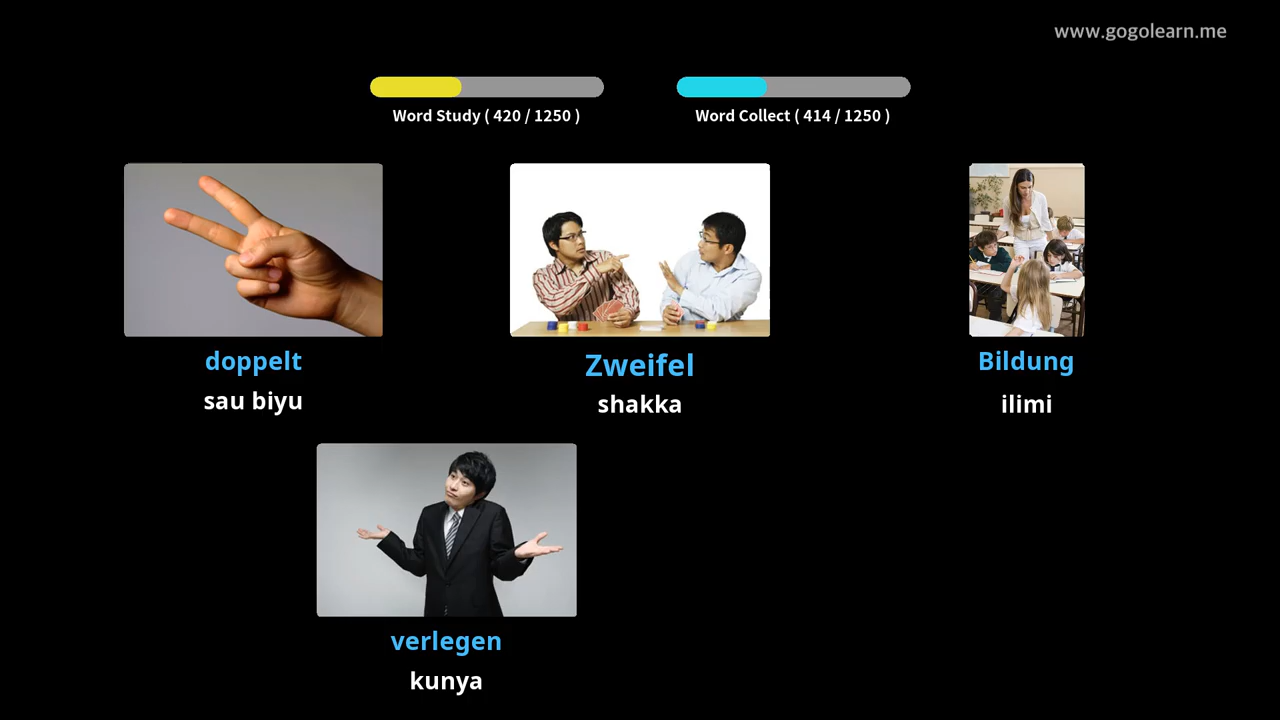 www.gogolearn.me
Word Study ( 420 / 1250 )
Word Collect ( 414 / 1250 )
doppelt
sau biyu
Zweifel
shakka
Bildung
ilimi
verlegen
kunya